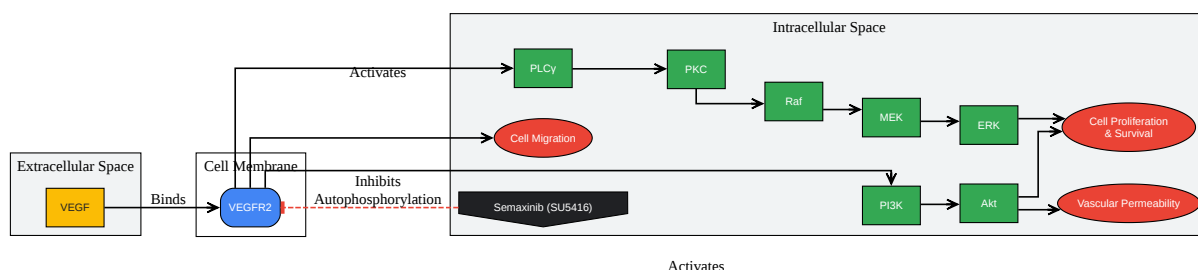 Intracellular Space
PLCγ
PKC
Activates
Raf
MEK
ERK
Cell Proliferation
& Survival
Cell Migration
Extracellular Space
Cell Membrane
VEGF
Binds
VEGFR2
Inhibits
Autophosphorylation
Semaxinib (SU5416)
PI3K
Akt
Vascular Permeability
Activates